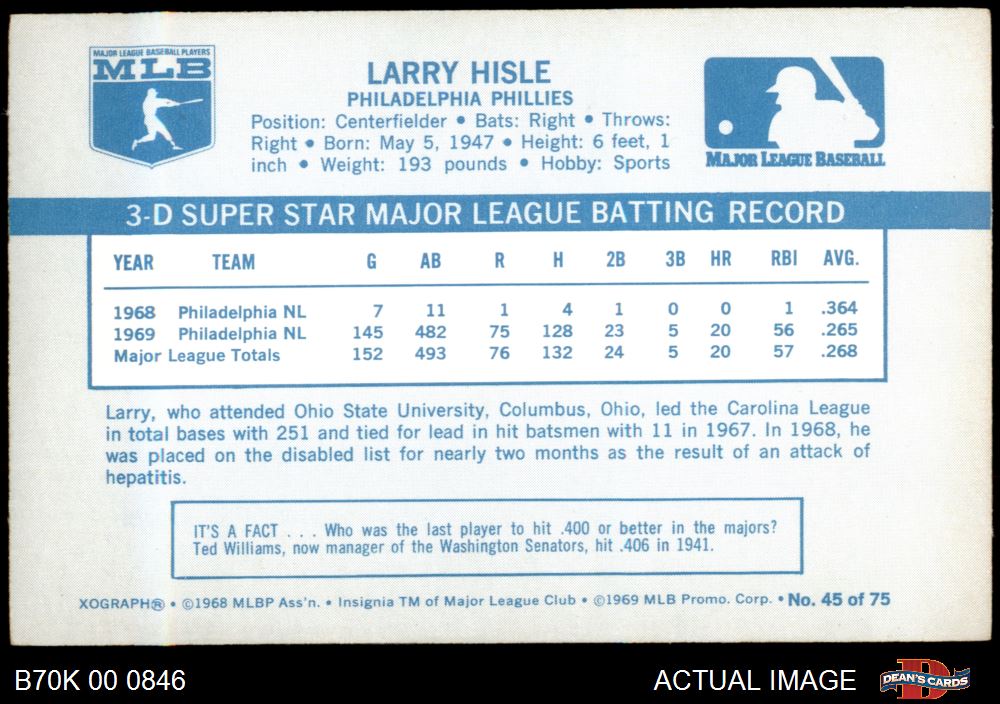 MAJOR LEAGUE BASEBALL PLAYERS
MLB
LARRY HISLE
PHILADELPHIA PHILLIES
Position: Centerfielder • Bats: Right • Throws:
Right • Born: May 5, 1947 • Height: 6 feet, 1
inch • Weight: 193 pounds • Hobby: Sports
MAJOR LEAGUE BASEBALL
3-D SUPER STAR MAJOR LEAGUE BATTING RECORD
YEAR TEAM G AB R H 2B 3B HR RBI AVG.
1968 Philadelphia NL 7 11 1 4 1 0 0 1 .364
1969 Philadelphia NL 145 482 75 128 23 5 20 56 .265
Major League Totals 152 493 76 132 24 5 20 57 .268
Larry, who attended Ohio State University, Columbus, Ohio, led the Carolina League
in total bases with 251 and tied for lead in hit batsmen with 11 in 1967. In 1968, he
was placed on the disabled list for nearly two months as the result of an attack of
hepatitis.
IT'S A FACT . . . Who was the last player to hit .400 or better in the majors?
Ted Williams, now manager of the Washington Senators, hit .406 in 1941.
XOGRAPH® • ©1968 MLBP Ass'n. • Insignia TM of Major League Club • ©1969 MLB Promo. Corp. • No. 45 of 75
B70K 00 0846
ACTUAL IMAGE
D
DEAN'S CARDS